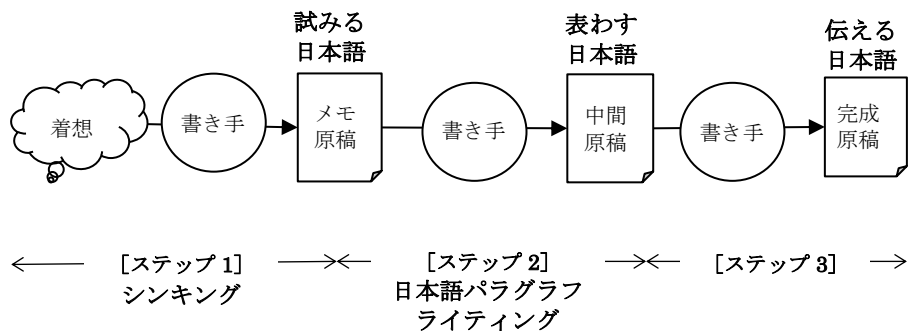 試みる
日本語
表わす
日本語
伝える
日本語
着想
書き手
メモ
原稿
書き手
中間
原稿
書き手
完成
原稿
[ステップ 1]
シンキング
[ステップ 2]
日本語パラグラフ
ライティング
[ステップ 3]